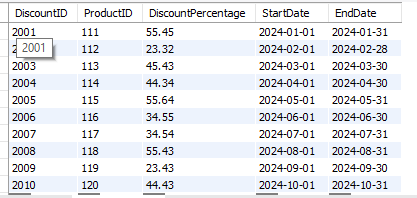 DiscountID ProductID DiscountPercentage StartDate EndDate
2001 111 55.45 2024-01-01 2024-01-31
2001
112 23.32 2024-02-01 2024-02-28
2003 113 45.43 2024-03-01 2024-03-30
2004 114 44.34 2024-04-01 2024-04-30
2005 115 55.64 2024-05-01 2024-05-31
2006 116 34.55 2024-06-01 2024-06-30
2007 117 34.54 2024-07-01 2024-07-31
2008 118 55.43 2024-08-01 2024-08-31
2009 119 23.43 2024-09-01 2024-09-30
2010 120 44.43 2024-10-01 2024-10-31